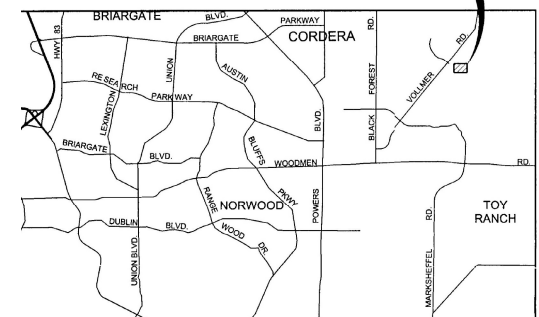 BRIARGATE
BLVD.
PARKWAY
RD.
HWY. 83
BRIARGATE
CORDERA
RD.
UNION
AUSTIN
RESEARCH
PARKWAY
LEXINGTON
FOREST
VOLLMER
BLVD.
BLACK
BRIARGATE
BLVD.
BLUFFS
WOODMEN
RD.
RANGE
NORWOOD
PKWY
POWERS
TOY
RANCH
DUBLIN
BLVD.
WOOD
DR.
RD.
UNION BLVD.
MARKSHEFFEL